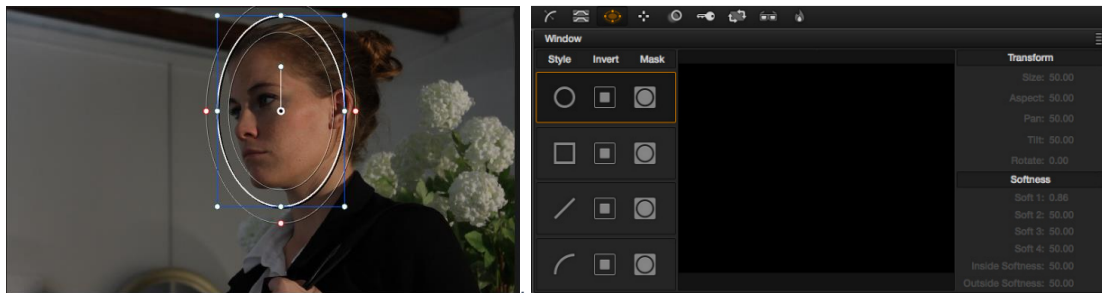 Window
Style Invert Mask
Transform
Size: 50.00
Aspect: 50.00
Pan: 50.00
Tilt: 50.00
Rotate: 0.00
Softness
Soft 1: 0.86
Soft 2: 50.00
Soft 3: 50.00
Soft 4: 50.00
Inside Softness: 50.00
Outside Softness: 50.00